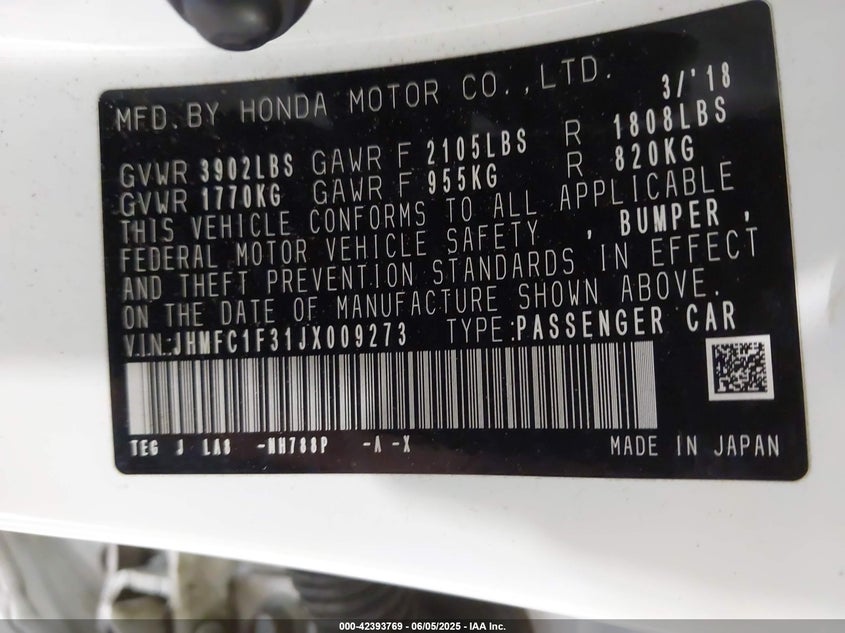 MFD. BY HONDA MOTOR CO., LTD. 3/'18
GVWR 3902LBS GAWR F 2105LBS R 1808LBS
GVWR 1770KG GAWR F 955KG R 820KG
THIS VEHICLE CONFORMS TO ALL APPLICABLE
FEDERAL MOTOR VEHICLE SAFETY , BUMPER ,
AND THEFT PREVENTION STANDARDS IN EFFECT
ON THE DATE OF MANUFACTURE SHOWN ABOVE.
V.I.N.:JHMFC1F31JX009273 TYPE:PASSENGER CAR
TEG J LA8 -NH788P -A -X MADE IN JAPAN
000-42393769 - 06/05/2025 - IAA Inc.